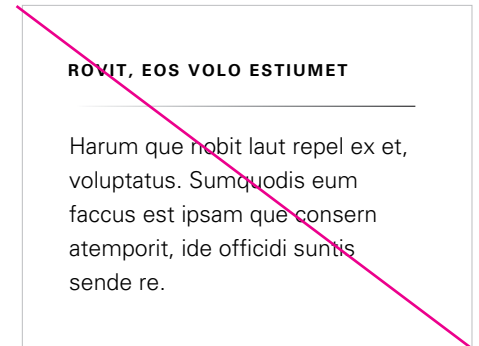 ROVIT, EOS VOLO ESTIUMET
Harum que nobit laut repel ex et,
voluptatus. Sumquodis eum
faccus est ipsam que consern
atemporit, ide officidi suntis
sende re.